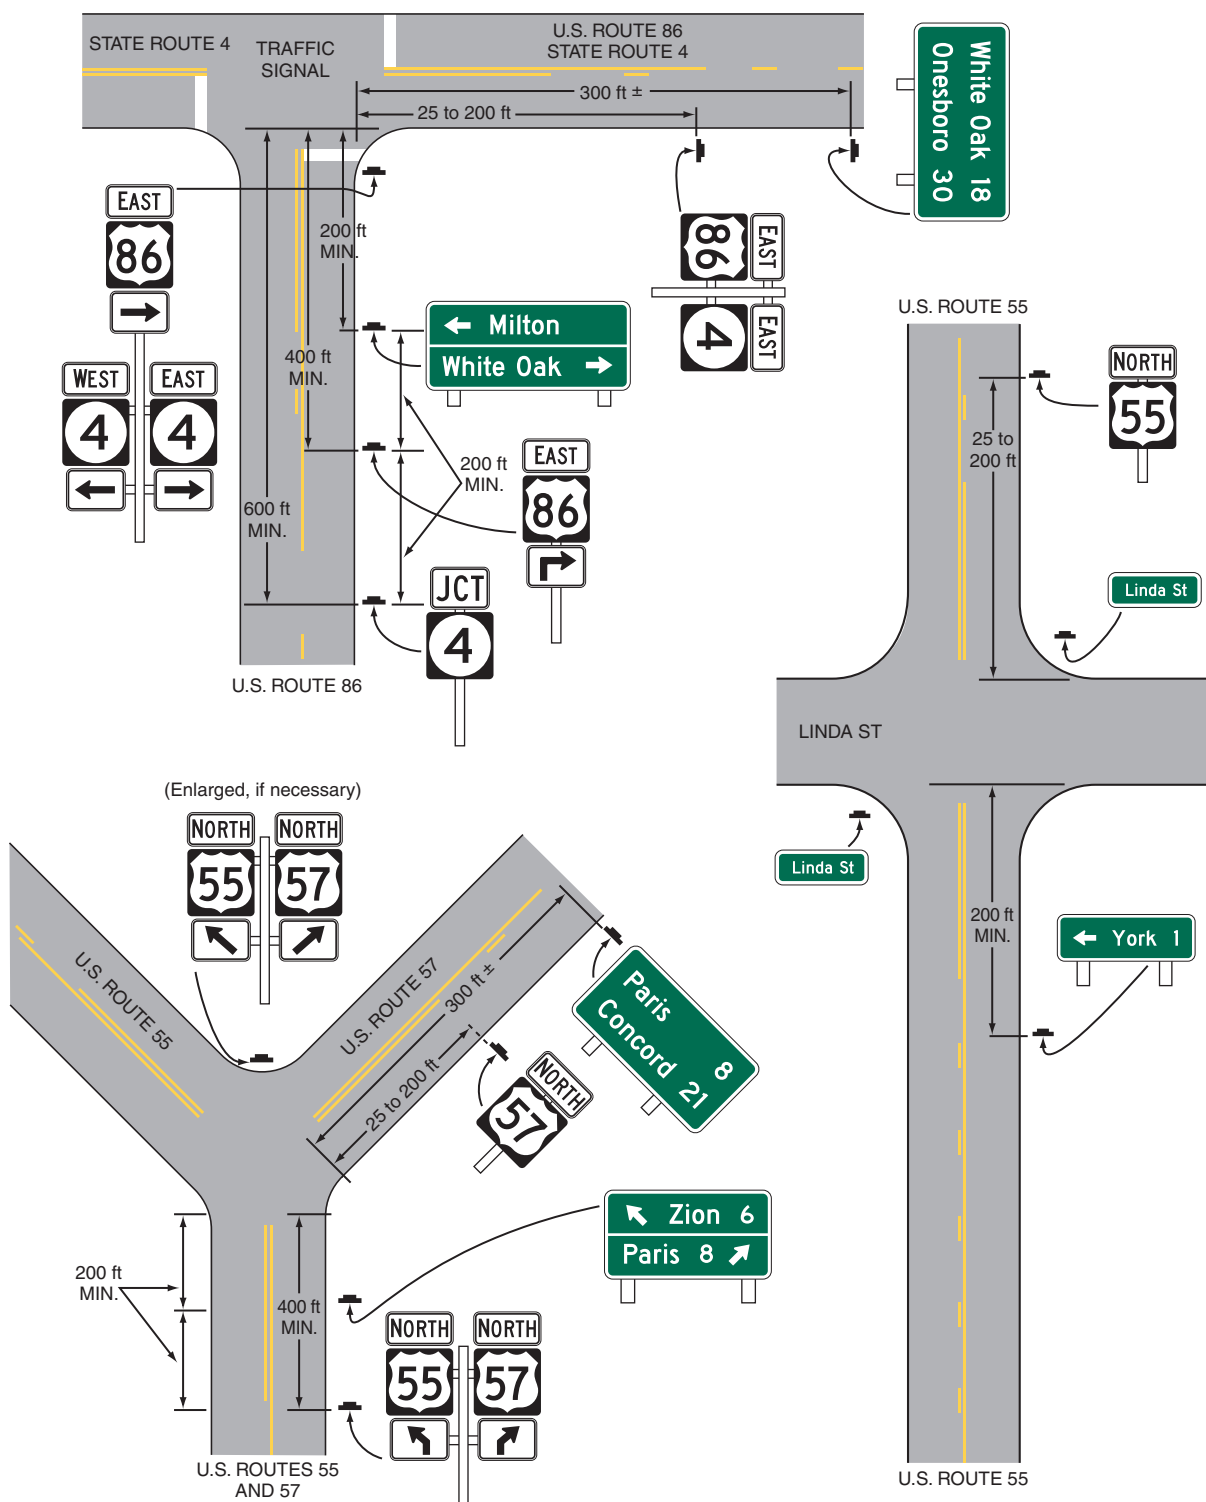 STATE ROUTE 4
TRAFFIC
SIGNAL
U.S. ROUTE 86
STATE ROUTE 4
300 ft ±
25 to 200 ft
White Oak 18
Onesboro 30
EAST
86
200 ft
MIN.
86 EAST
4 EAST
WEST EAST
4 4
400 ft
MIN.
Milton
White Oak
200 ft
MIN.
EAST
86
600 ft
MIN.
JCT
4
U.S. ROUTE 86
U.S. ROUTE 55
NORTH
55
25 to
200 ft
Linda St
LINDA ST
Linda St
200 ft
MIN.
York 1
U.S. ROUTE 55
(Enlarged, if necessary)
NORTH NORTH
55 57
U.S. ROUTE 55
U.S. ROUTE 57
300 ft ±
25 to 200 ft
Paris 8
Concord 21
NORTH
57
Zion 6
Paris 8
200 ft
MIN.
400 ft
MIN.
NORTH NORTH
55 57
U.S. ROUTES 55
AND 57